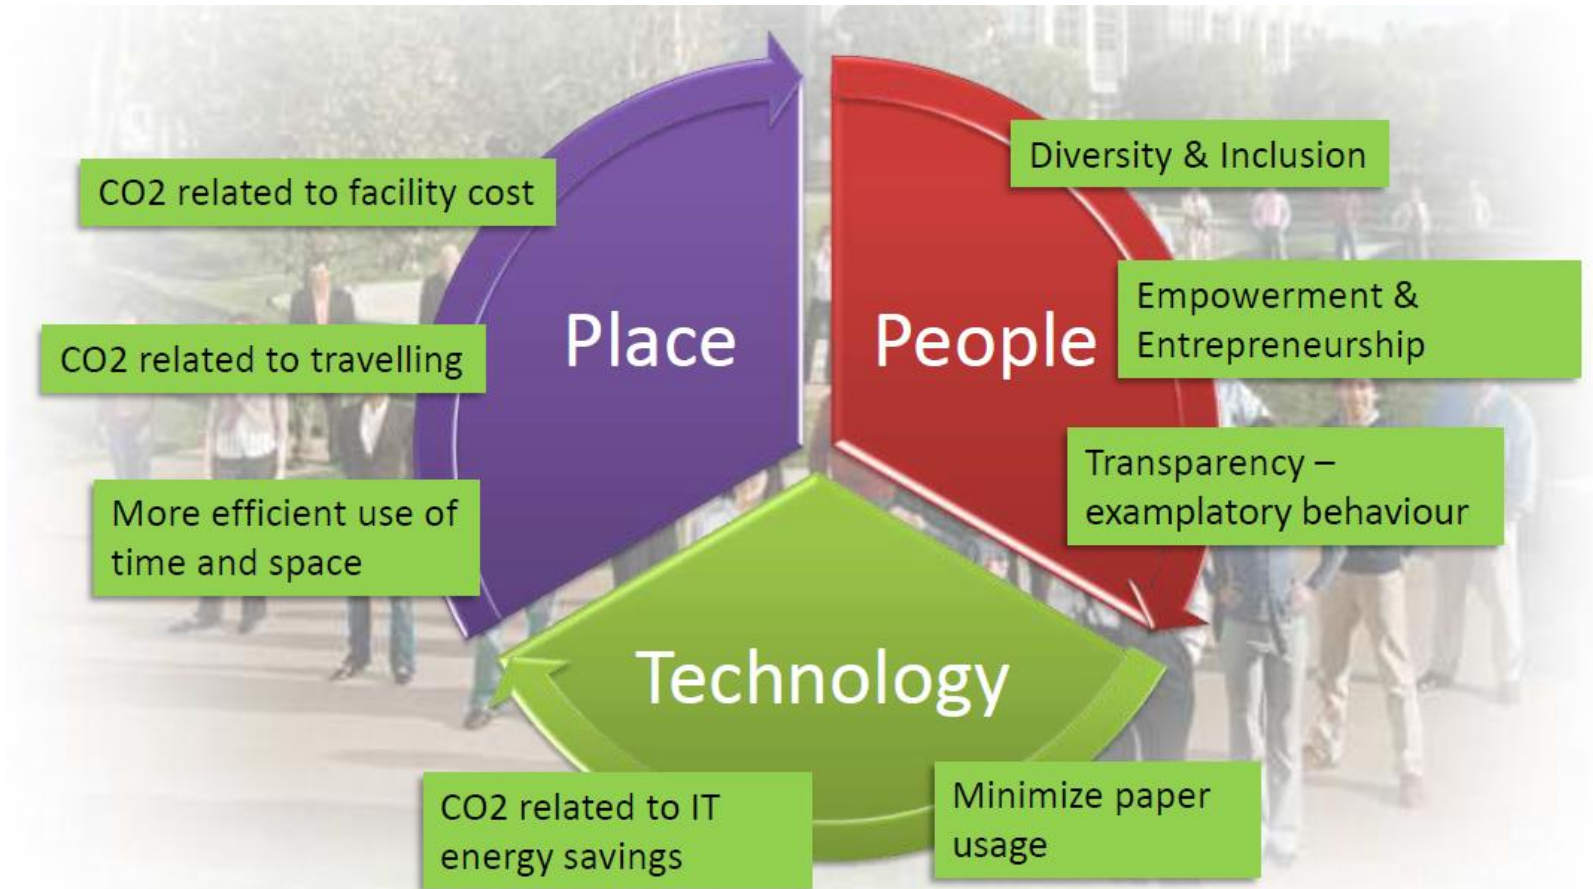 Diversity & Inclusion
CO2 related to facility cost
Empowerment &
Entrepreneurship
Place
People
CO2 related to travelling
Transparency –
examplatory behaviour
More efficient use of
time and space
Technology
CO2 related to IT
energy savings
Minimize paper
usage